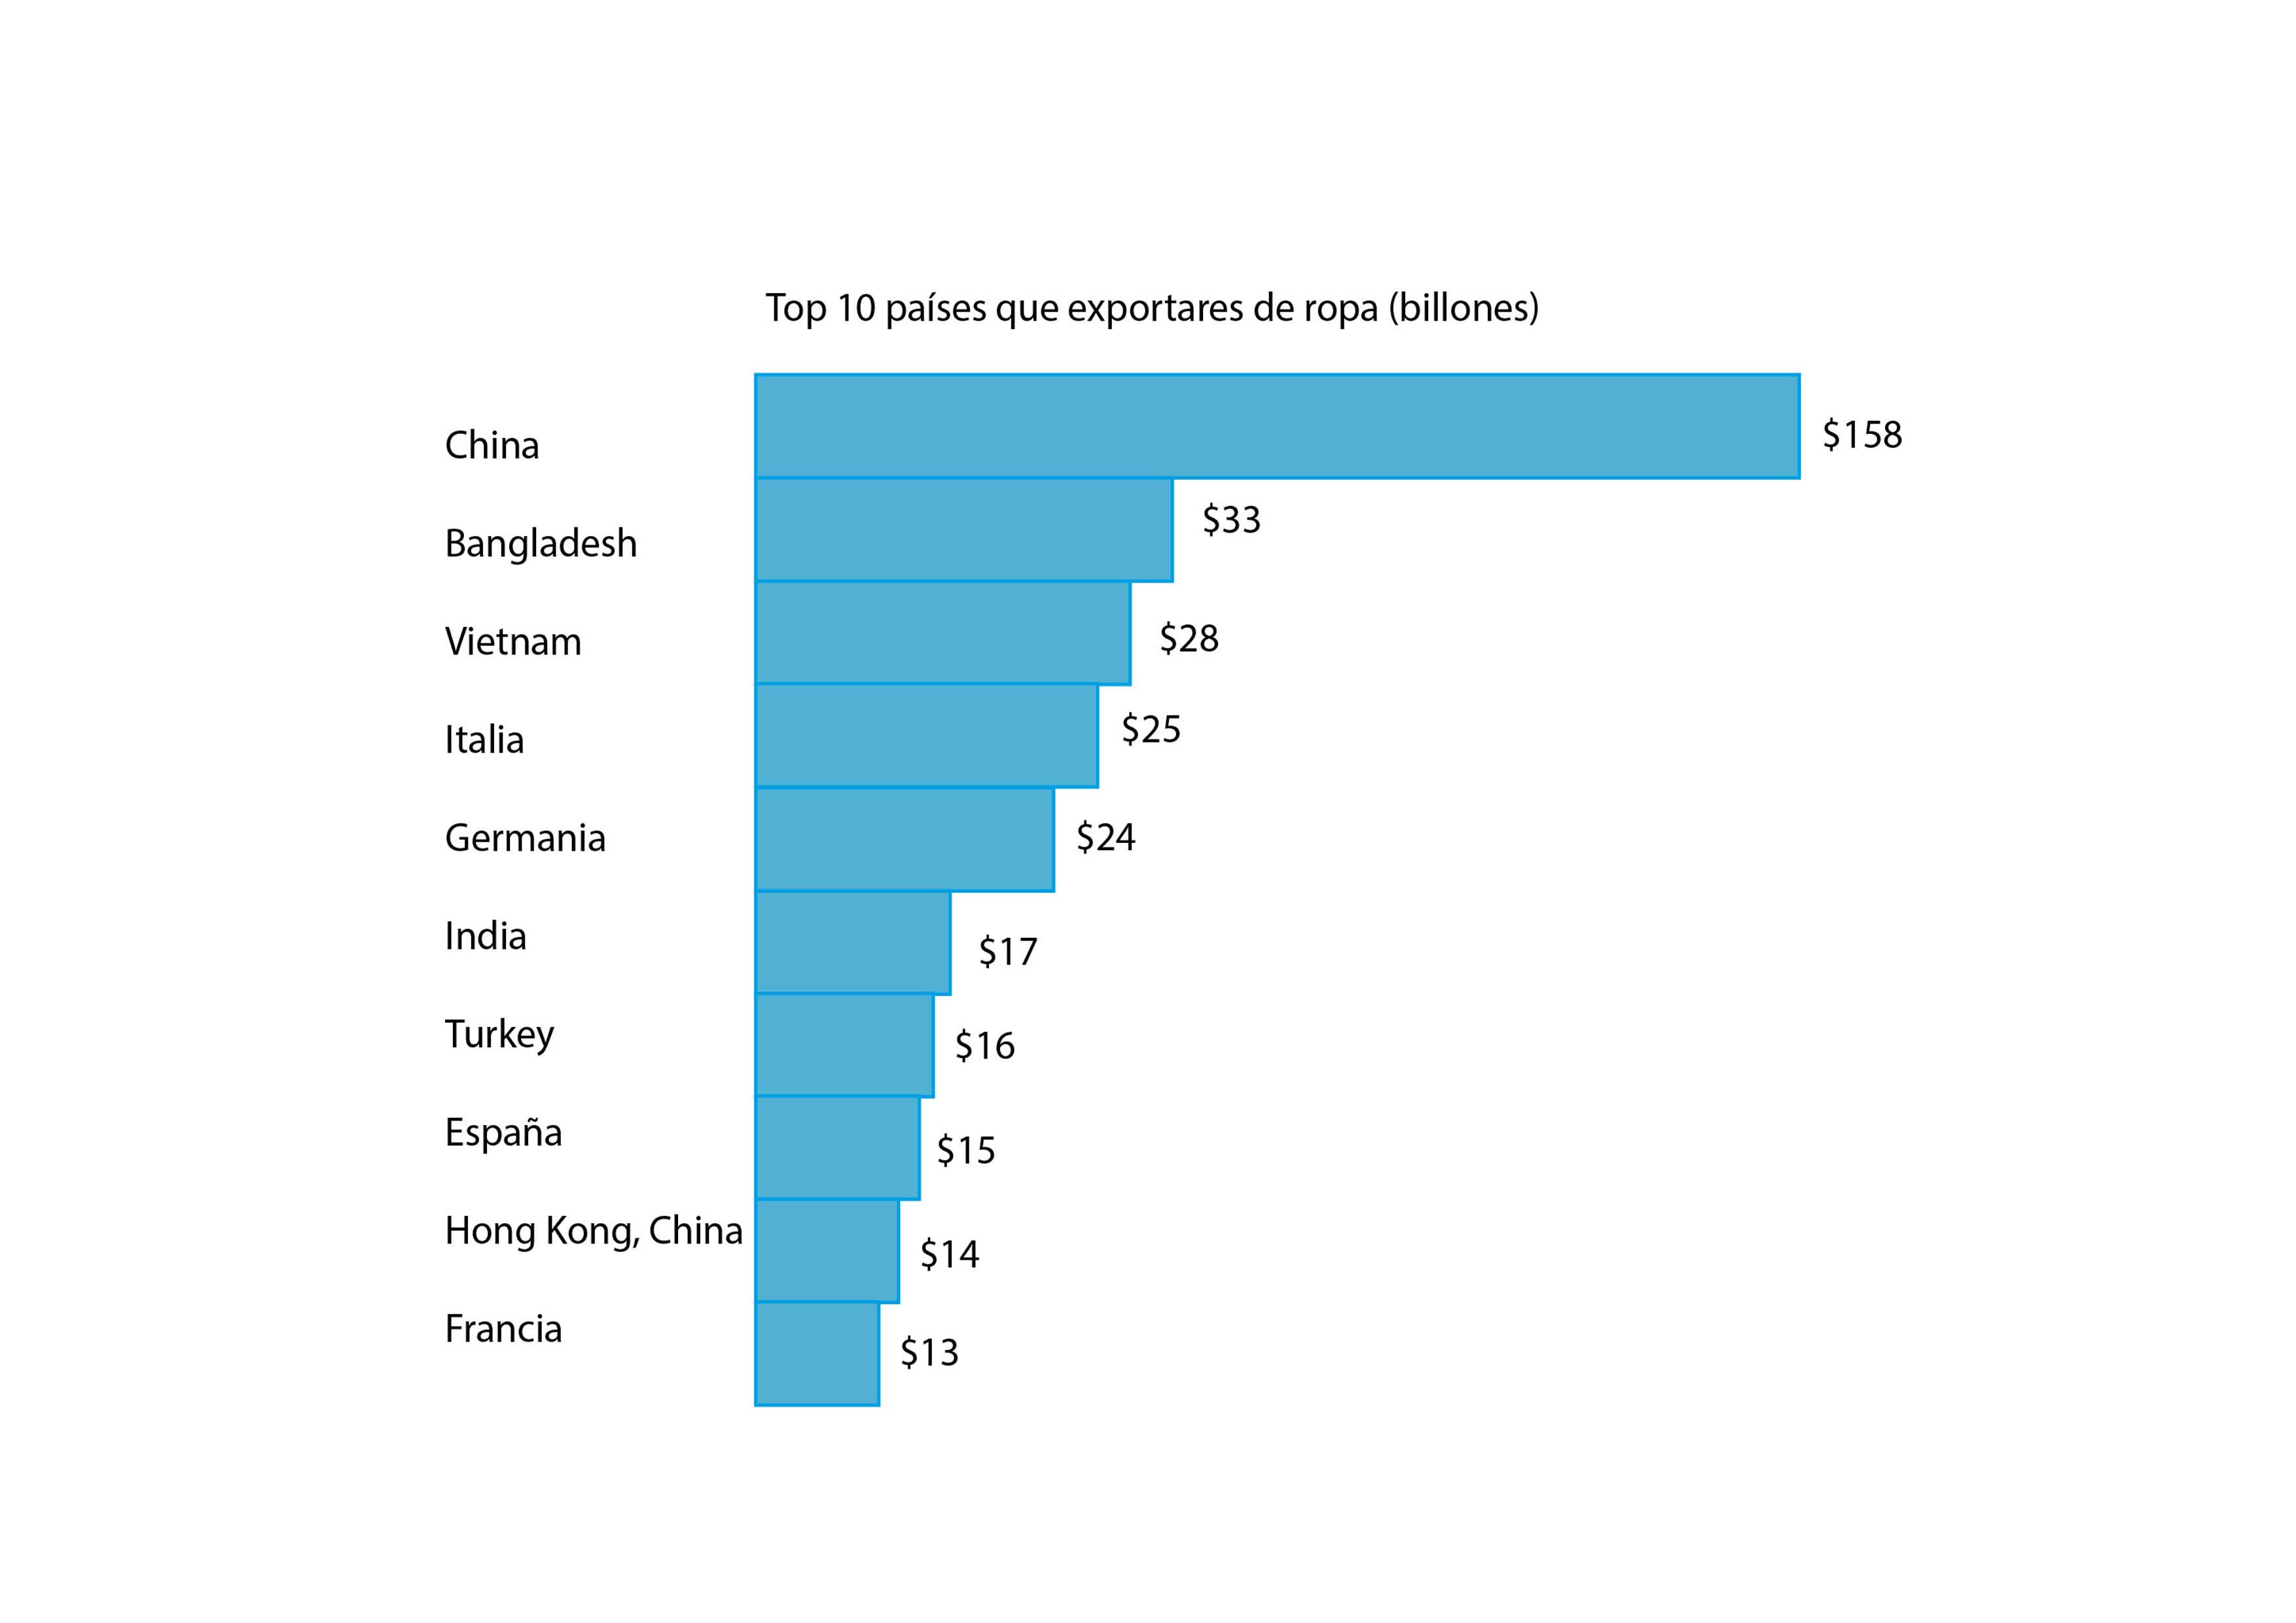 Top 10 países que exportares de ropa (billones)
China $158
Bangladesh $33
Vietnam $28
Italia $25
Germania $24
India $17
Turkey $16
España $15
Hong Kong, China $14
Francia $13